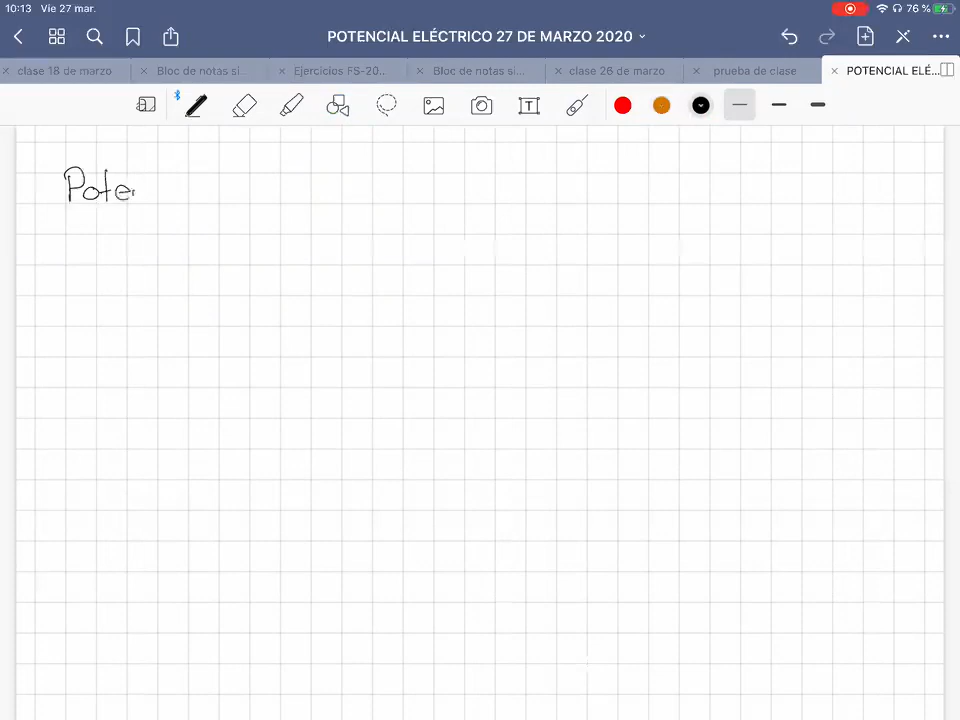 10:13 Vie 27 mar. 76 %
POTENCIAL ELÉCTRICO 27 DE MARZO 2020
clase 18 de marzo Bloc de notas si... Ejercicios FS-20... Bloc de notas si... clase 26 de marzo prueba de clase POTENCIAL ELÉ...
T
Pote